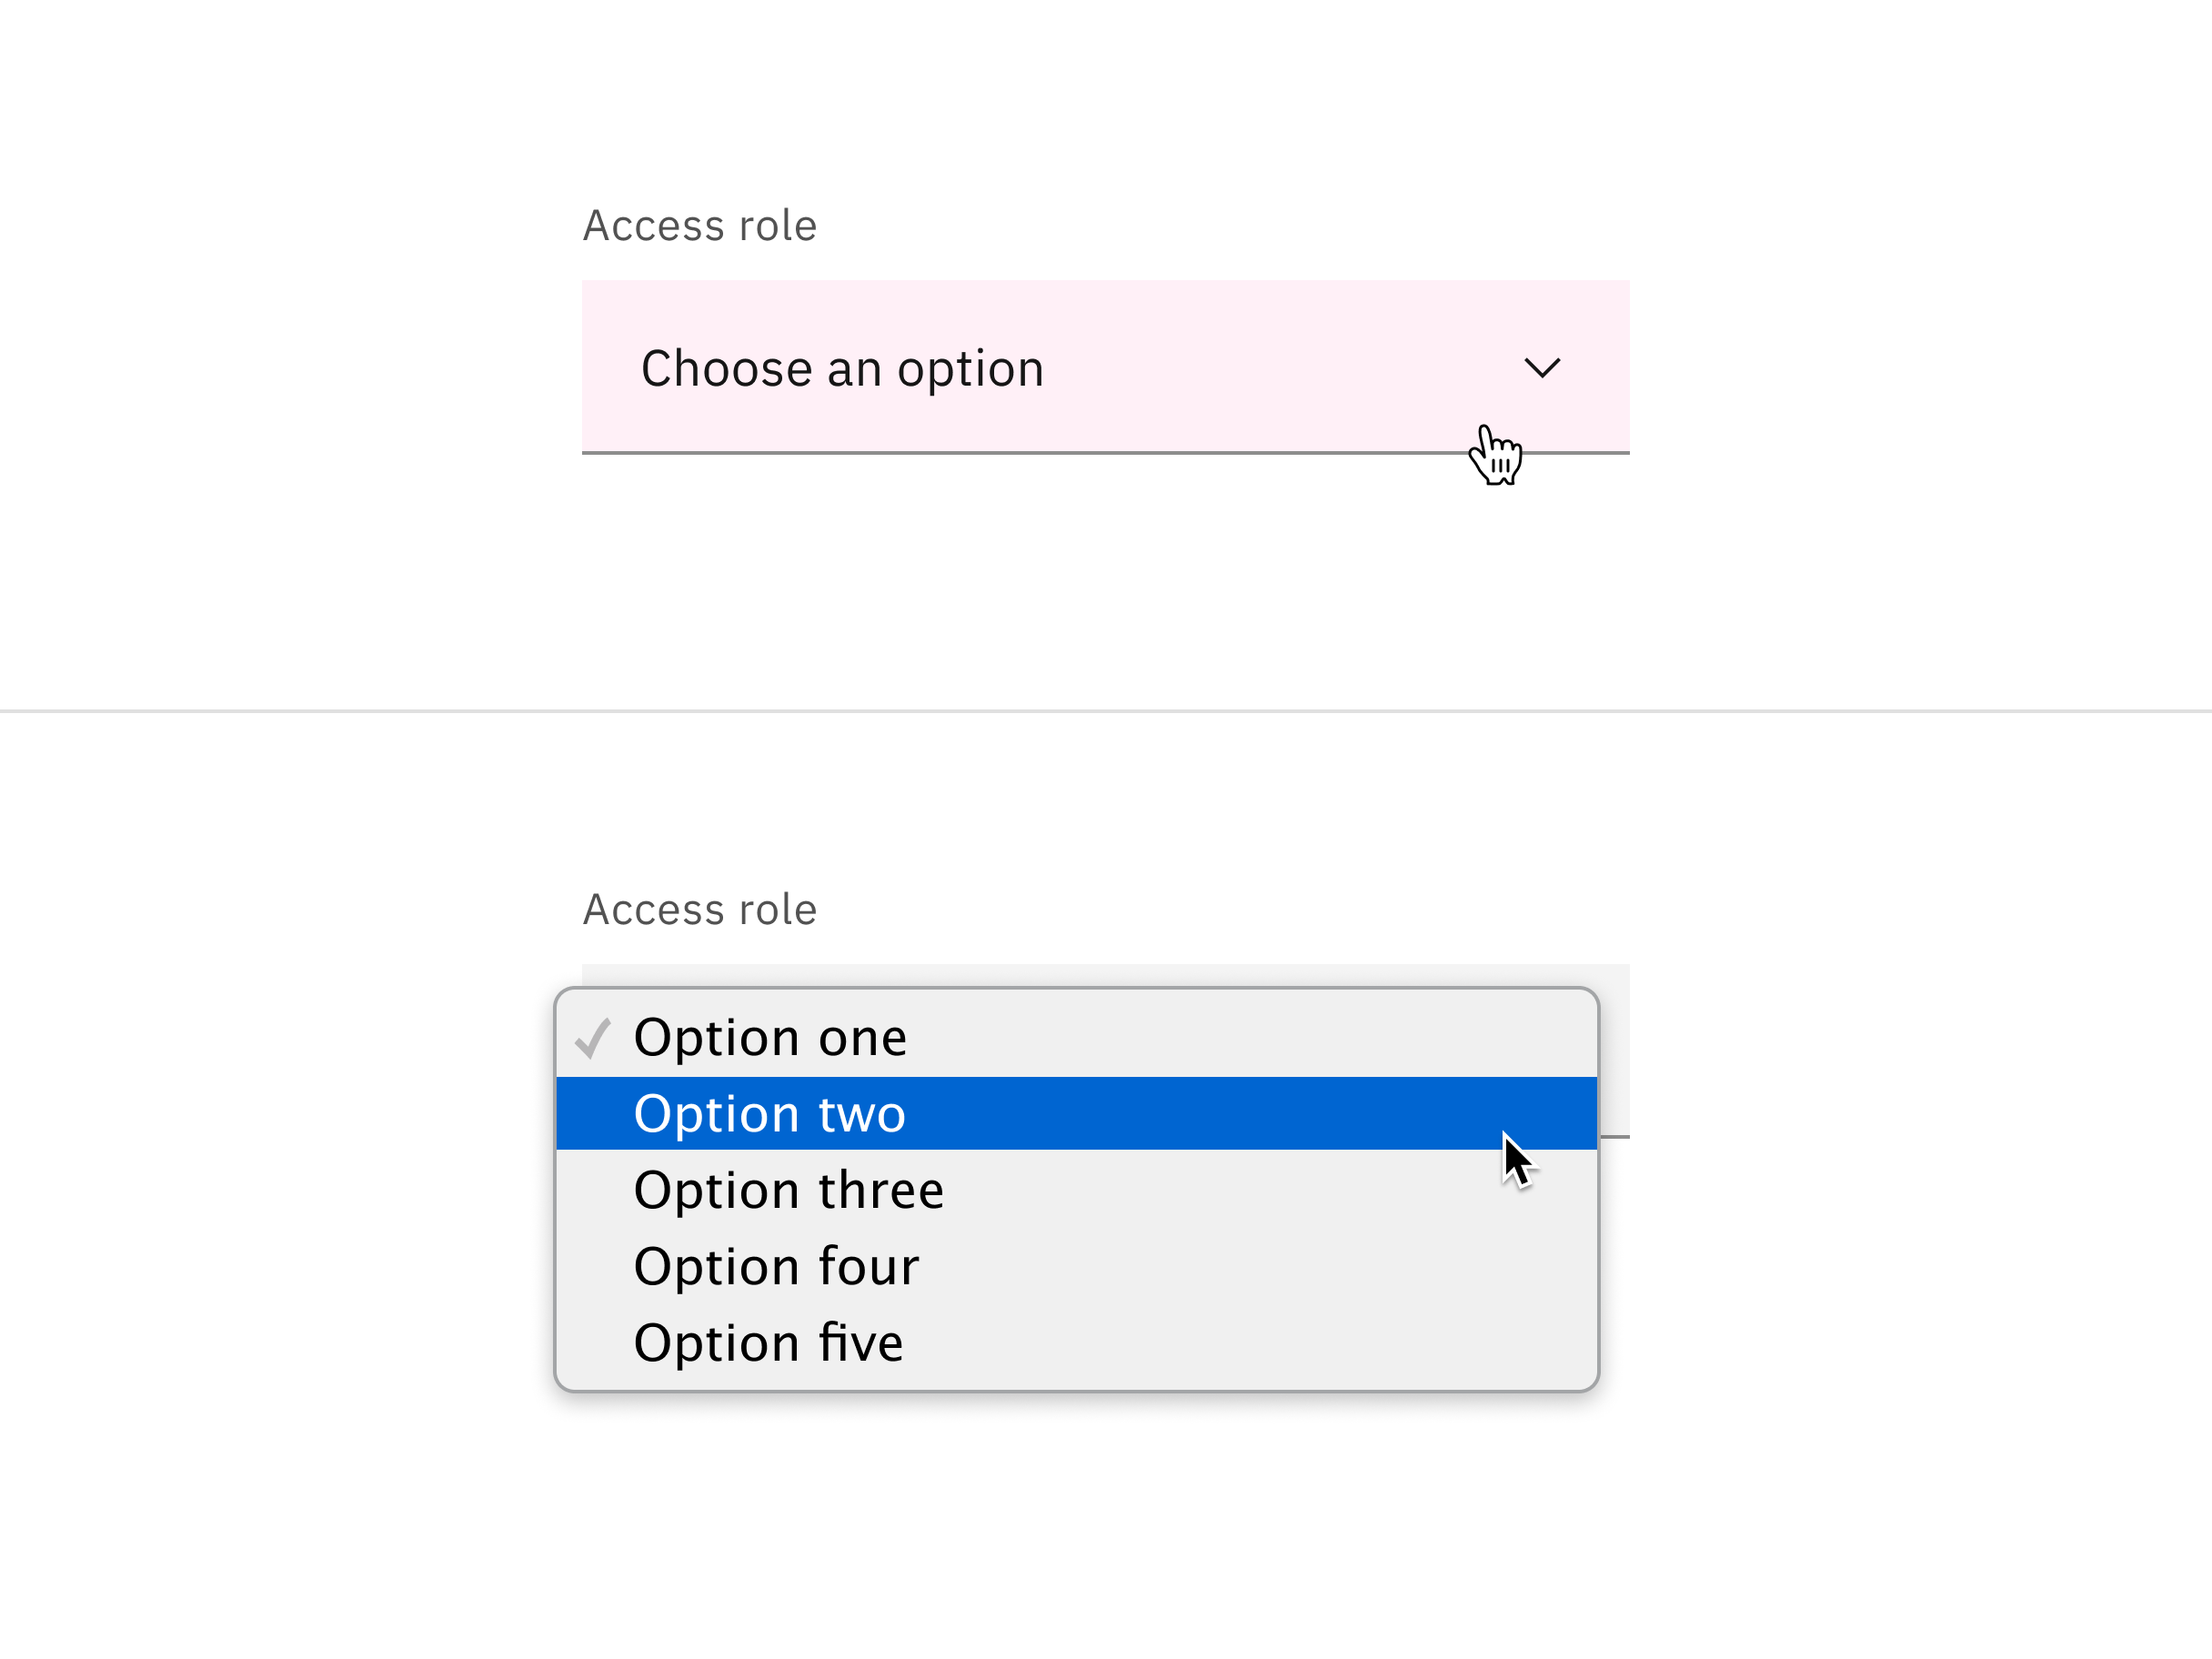 Access role
Choose an option
Access role
Option one
Option two
Option three
Option four
Option five